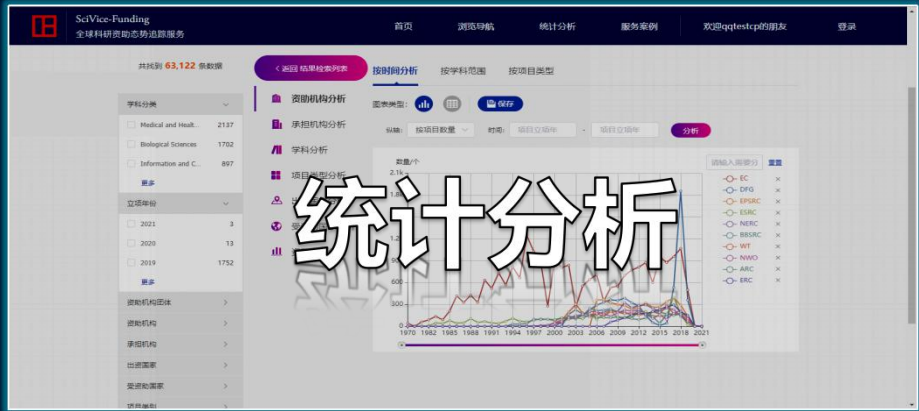 SciVice-Funding
全球科研资助态势追踪服务
首页
浏览导航
统计分析
服务案例
欢迎qqtestcp的朋友
登录
共找到 63,122 条数据
学科分类
Medical and Healt..
2137
Biological Sciences
1702
Information and C...
897
更多
立项年份
2021
3
2020
13
2019
1752
更多
资助机构团体
资助机构
承担机构
出资国家
受资助国家
项目类型
< 返回 结果检索列表
资助机构分析
承担机构分析
学科分析
项目类型分析
按时间分析
按学科范围
按项目类型
图表类型:
保存
纵轴:
按项目数量
时间:
项目立项年
-
项目立项年
分析
数量/个
重置
2.1k
600
300
0
1970 1982 1985 1988 1991 1994 1997 2000 2003 2006 2009 2012 2015 2018 2021
EC
DFG
EPSRC
ESRC
NERC
BBSRC
WT
NWO
ARC
ERC
统计分析